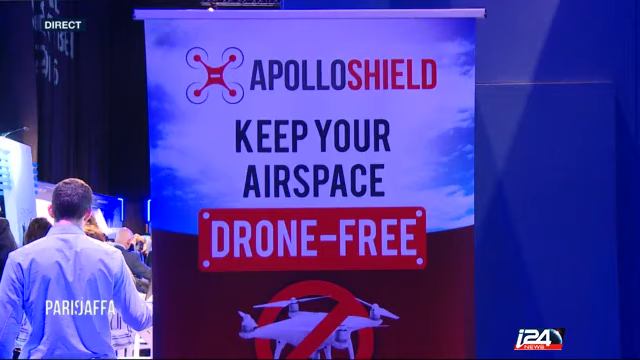 DIRECT
APOLLOSHIELD
KEEP YOUR
AIRSPACE
DRONE-FREE
PARIS/JAFFA
i24
NEWS